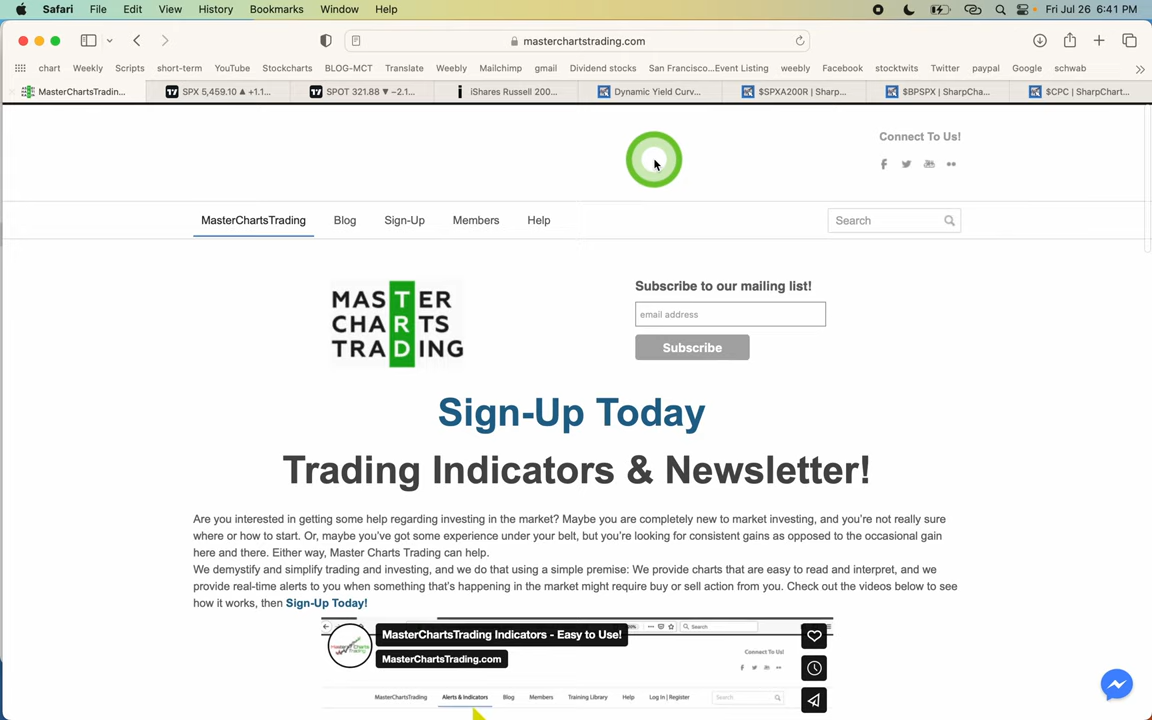 Safari File Edit View History Bookmarks Window Help Fri Jul 26 6:41 PM
masterchartstrading.com
chart Weekly Scripts short-term YouTube Stockcharts BLOG-MCT Translate Weebly Mailchimp gmail Dividend stocks San Francisco...Event Listing weebly Facebook stocktwits Twitter paypal Google schwab
MasterChartsTradin... SPX 5,459.10 ▲ +1.1... SPOT 321.88 ▼ −2.1... iShares Russell 200... Dynamic Yield Curv... $SPXA200R | Sharp... $BPSPX | SharpCha... $CPC | SharpChart...
Connect To Us!
MasterChartsTrading Blog Sign-Up Members Help Search
MASTER
CHARTS
TRADING
Subscribe to our mailing list!
email address
Subscribe
Sign-Up Today
Trading Indicators & Newsletter!
Are you interested in getting some help regarding investing in the market? Maybe you are completely new to market investing, and you're not really sure
where or how to start. Or, maybe you've got some experience under your belt, but you're looking for consistent gains as opposed to the occasional gain
here and there. Either way, Master Charts Trading can help.
We demystify and simplify trading and investing, and we do that using a simple premise: We provide charts that are easy to read and interpret, and we
provide real-time alerts to you when something that's happening in the market might require buy or sell action from you. Check out the videos below to see
how it works, then Sign-Up Today!
MasterChartsTrading Indicators - Easy to Use!
MasterChartsTrading.com
Search
Connect To Us!
MasterChartsTrading Alerts & Indicators Blog Members Training Library Help Log In | Register Search